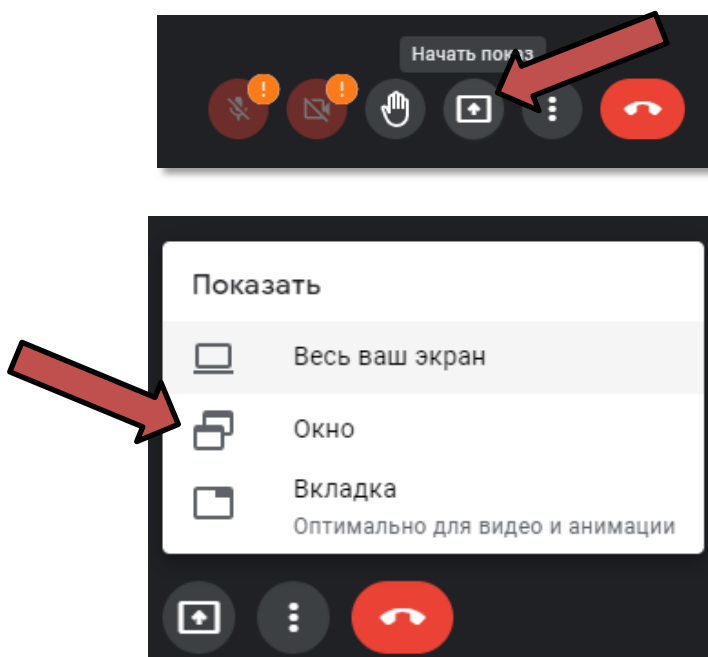 Начать показ
Показать
Весь ваш экран
Окно
Вкладка
Оптимально для видео и анимации